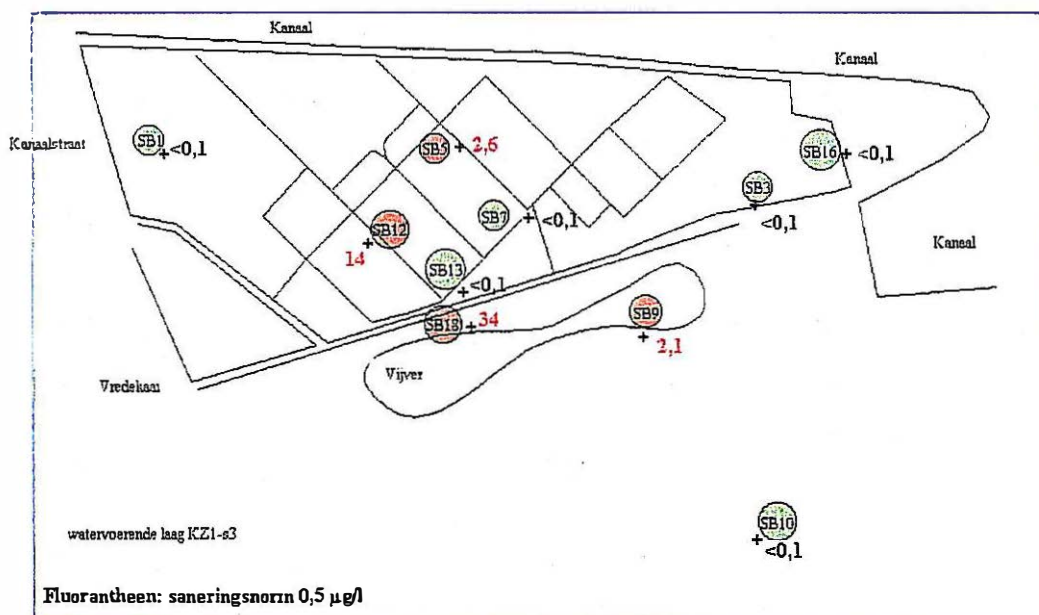 Kanaal
Kanaal
SB1
<0,1
Kanaalstraat
SB5
2,6
SB16
<0,1
SB3
<0,1
SB7
<0,1
SB12
14
Kanaal
SB13
<0,1
SB18
34
SB9
2,1
Vredekaai
Vijver
SB10
<0,1
watervoerende laag KZ1-s3
Fluorantheen: saneringsnorm 0,5 µg/l